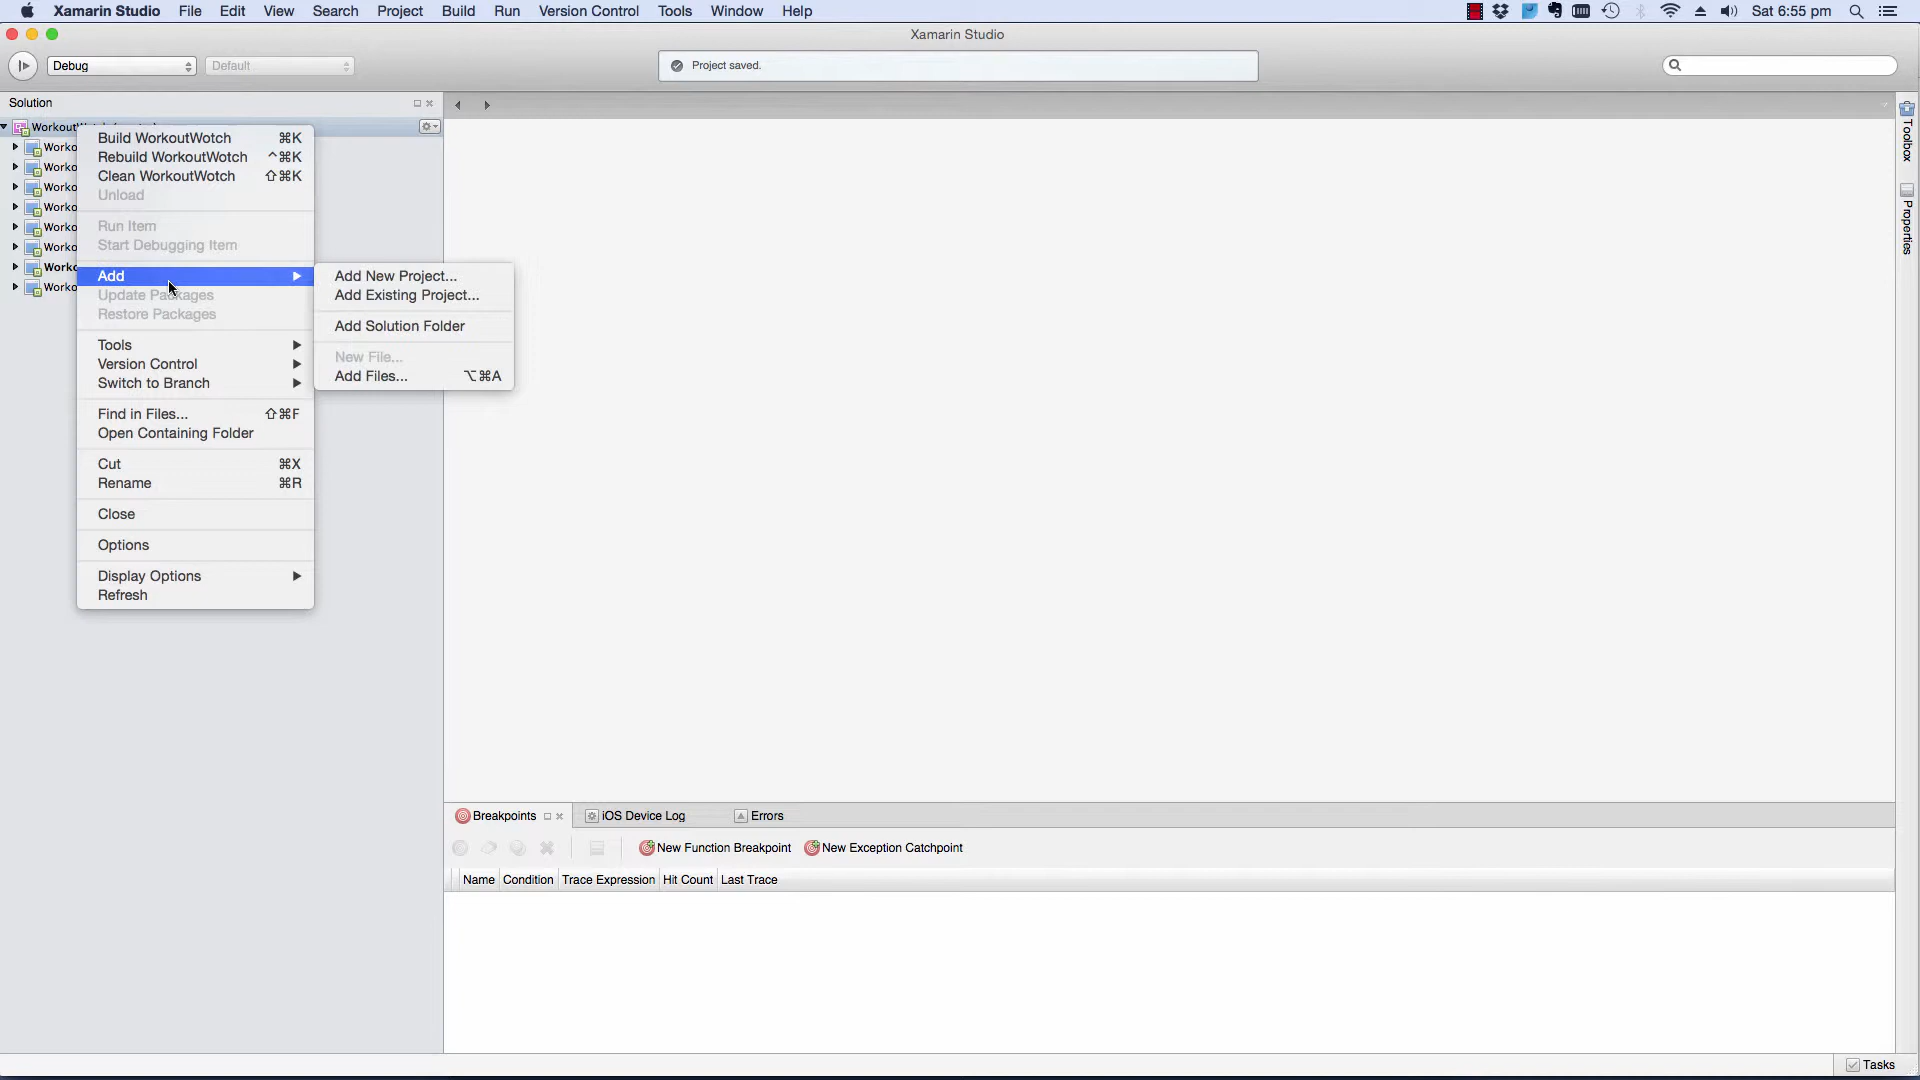 Xamarin Studio File Edit View Search Project Build Run Version Control Tools Window Help Sat 6:55 pm
Xamarin Studio
Debug Default Project saved.
Solution
Build WorkoutWotch ⌘K
Rebuild WorkoutWotch ^⌘K
Clean WorkoutWotch ⇧⌘K
Unload
Run Item
Start Debugging Item
Add
Update Packages
Restore Packages
Tools
Version Control
Switch to Branch
Find in Files... ⇧⌘F
Open Containing Folder
Cut ⌘X
Rename ⌘R
Close
Options
Display Options
Refresh
Add New Project...
Add Existing Project...
Add Solution Folder
New File...
Add Files... ⌥⌘A
Toolbox
Properties
Breakpoints iOS Device Log Errors
New Function Breakpoint New Exception Catchpoint
Name Condition Trace Expression Hit Count Last Trace
Tasks